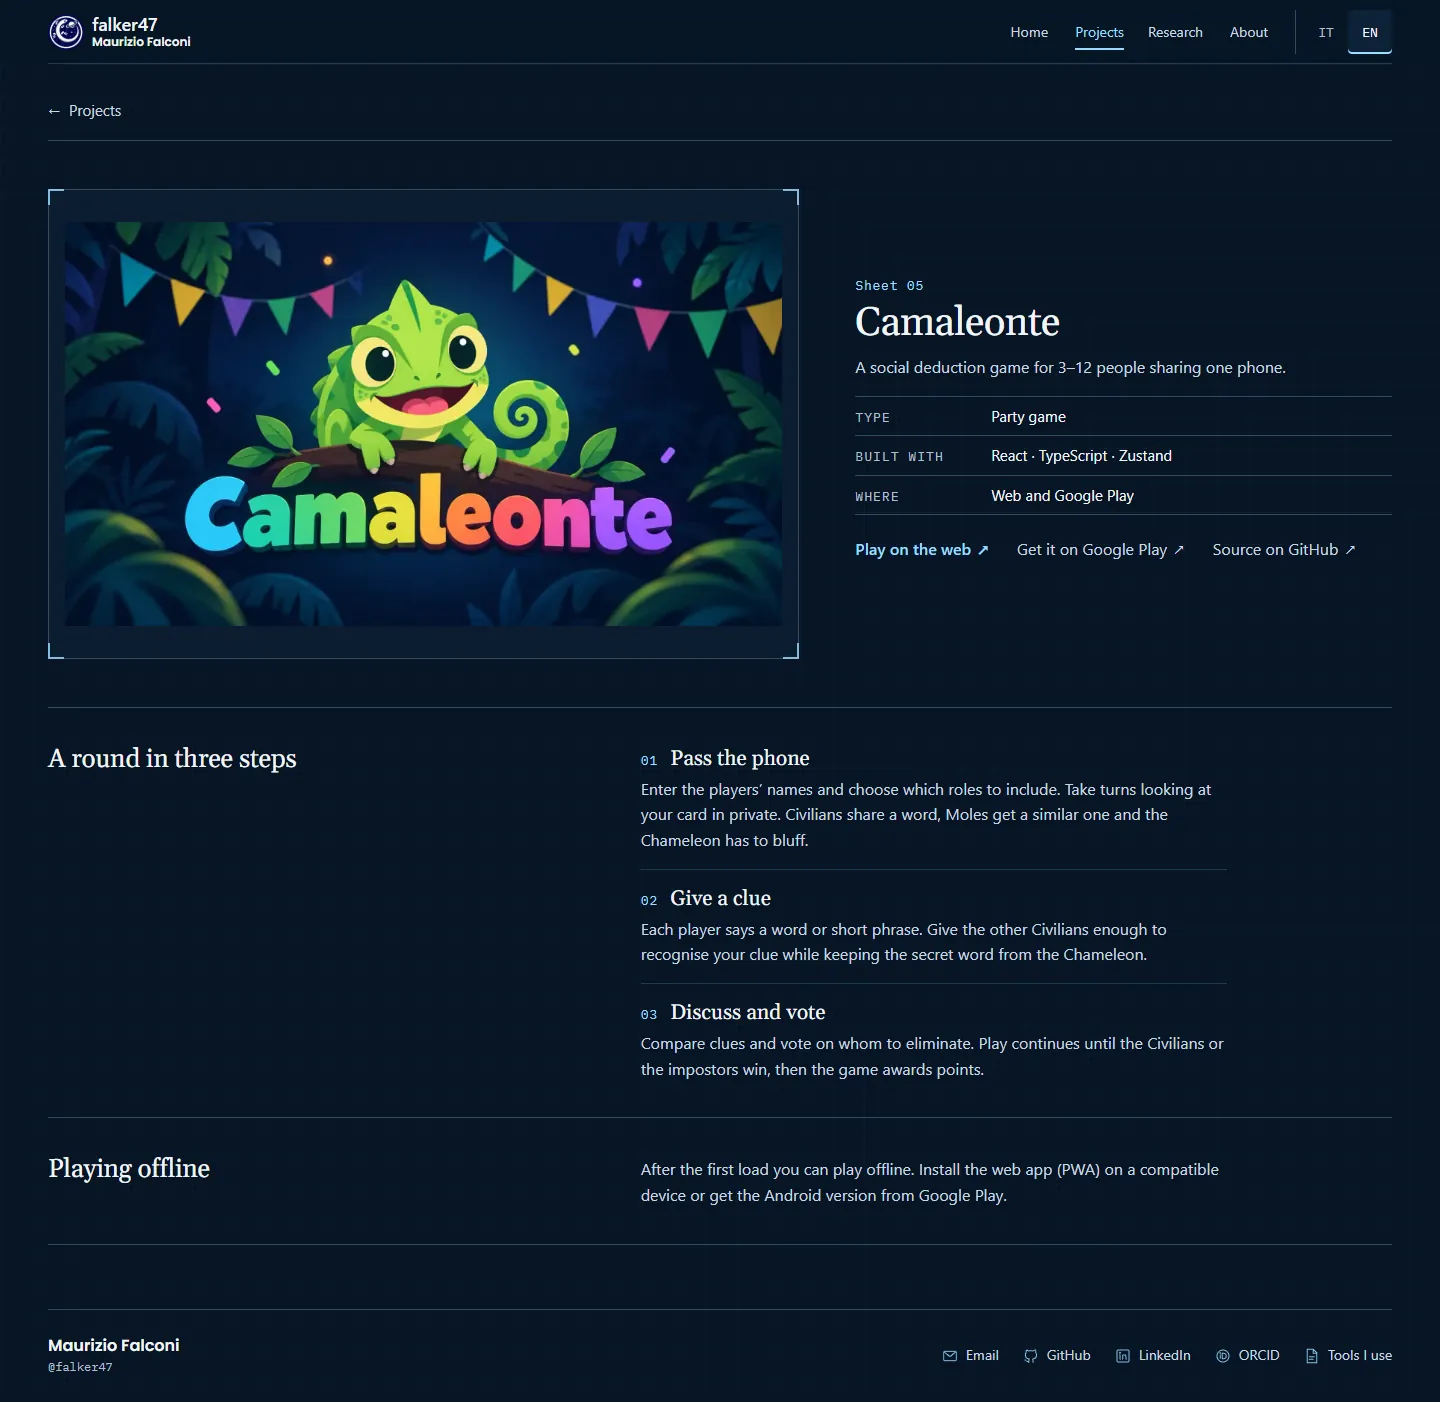 falker47
Maurizio Falconi
Home Projects Research About IT EN
← Projects
Camaleonte
Sheet 05
Camaleonte
A social deduction game for 3–12 people sharing one phone.
TYPE Party game
BUILT WITH React · TypeScript · Zustand
WHERE Web and Google Play
Play on the web ↗ Get it on Google Play ↗ Source on GitHub ↗
A round in three steps
01 Pass the phone
Enter the players’ names and choose which roles to include. Take turns looking at
your card in private. Civilians share a word, Moles get a similar one and the
Chameleon has to bluff.
02 Give a clue
Each player says a word or short phrase. Give the other Civilians enough to
recognise your clue while keeping the secret word from the Chameleon.
03 Discuss and vote
Compare clues and vote on whom to eliminate. Play continues until the Civilians or
the impostors win, then the game awards points.
Playing offline
After the first load you can play offline. Install the web app (PWA) on a compatible
device or get the Android version from Google Play.
Maurizio Falconi
@falker47
Email GitHub LinkedIn ORCID Tools I use